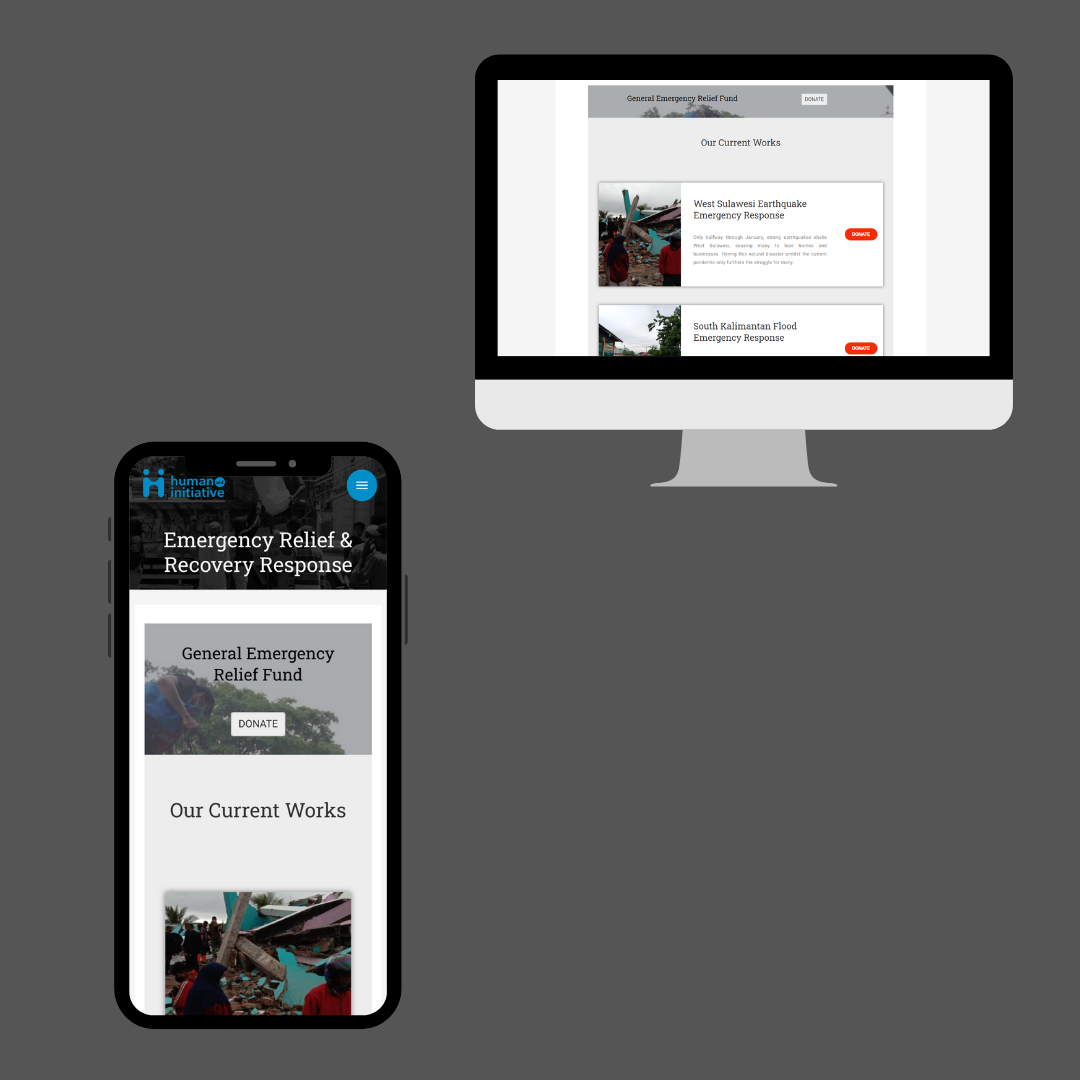 General Emergency Relief Fund
DONATE
Our Current Works
West Sulawesi Earthquake
Emergency Response
Only halfway through January, strong earthquakes shake
West Sulawesi, causing many to lose homes and
businesses. Having this natural disaster amidst the current
pandemic only furthers the struggle for many
DONATE
South Kalimantan Flood
Emergency Response
DONATE
human
initiative
Emergency Relief &
Recovery Response
General Emergency
Relief Fund
DONATE
Our Current Works